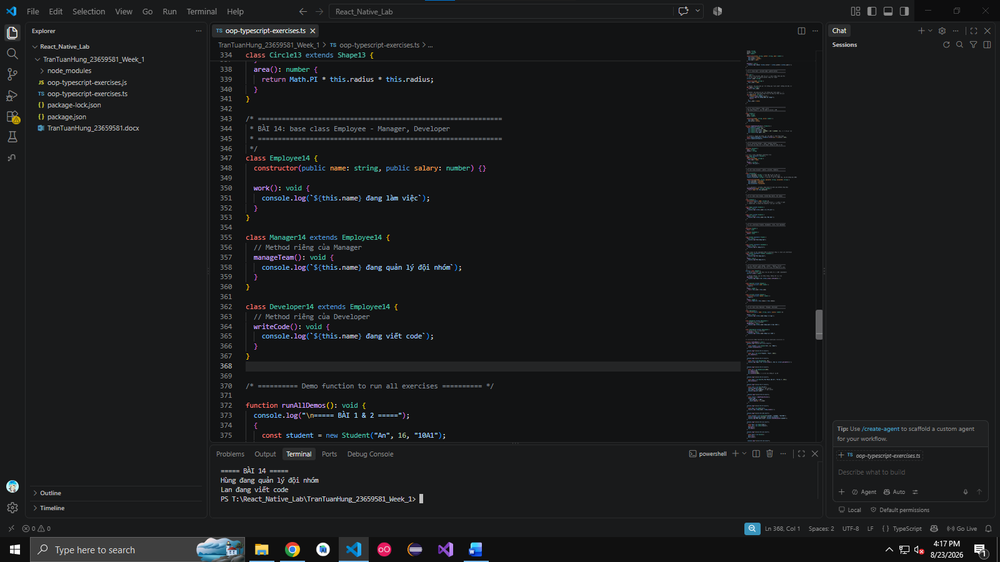 File Edit Selection View Go Run Terminal Help
React_Native_Lab
Explorer
React_Native_Lab
TranTuanHung_23659581_Week_1
node_modules
JS oop-typescript-exercises.js
TS oop-typescript-exercises.ts
{} package-lock.json
{} package.json
TranTuanHung_23659581.docx
Outline
Timeline
TS oop-typescript-exercises.ts
TranTuanHung_23659581_Week_1 > TS oop-typescript-exercises.ts > ...
334 class Circle13 extends Shape13 {
338 area(): number {
339 return Math.PI * this.radius * this.radius;
340 }
341 }
342
343 /* =============================================================
344 * BÀI 14: base class Employee - Manager, Developer
345 * =============================================================
346 */
347 class Employee14 {
348 constructor(public name: string, public salary: number) {}
349
350 work(): void {
351 console.log(`${this.name} đang làm việc`);
352 }
353 }
354
355 class Manager14 extends Employee14 {
356 // Method riêng của Manager
357 manageTeam(): void {
358 console.log(`${this.name} đang quản lý đội nhóm`);
359 }
360 }
361
362 class Developer14 extends Employee14 {
363 // Method riêng của Developer
364 writeCode(): void {
365 console.log(`${this.name} đang viết code`);
366 }
367 }
368
369
370 /* ========== Demo function to run all exercises ========== */
371
372 function runAllDemos(): void {
373 console.log("\n===== BÀI 1 & 2 =====");
374 {
375 const student = new Student("An", 16, "10A1");
Problems Output Terminal Ports Debug Console
powershell
===== BÀI 14 =====
Hùng đang quản lý đội nhóm
Lan đang viết code
PS T:\React_Native_Lab\TranTuanHung_23659581_Week_1>
Chat
Sessions
Tip: Use /create-agent to scaffold a custom agent
for your workflow.
TS oop-typescript-exercises.ts
Describe what to build
Agent Auto
Local Default permissions
0 0
Ln 368, Col 1 Spaces: 2 UTF-8 LF {} TypeScript Go Live
Type here to search
4:17 PM
8/23/2026
1